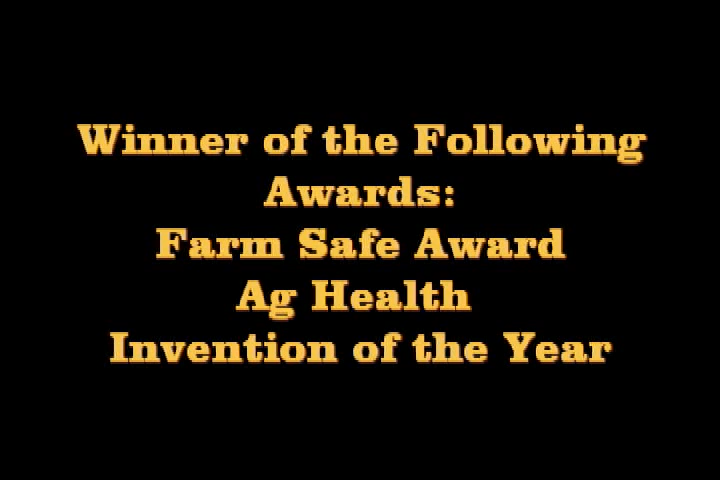 Winner of the Following
Awards:
Farm Safe Award
Ag Health
Invention of the Year